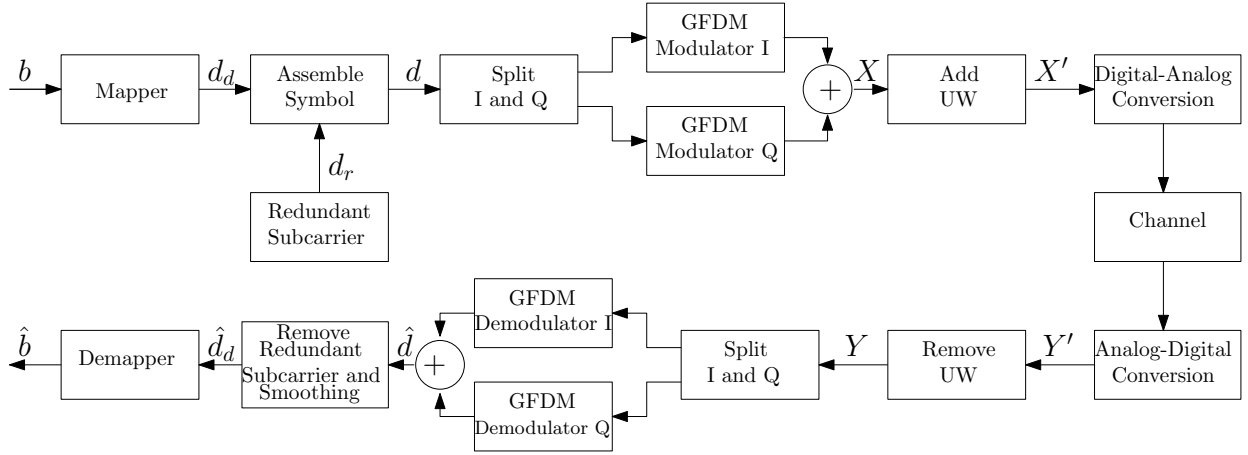 b
Mapper
d_d
Assemble
Symbol
d
Split
I and Q
GFDM
Modulator I
GFDM
Modulator Q
+
X
Add
UW
X′
Digital-Analog
Conversion
d_r
Redundant
Subcarrier
Channel
b̂
Demapper
d̂_d
Remove
Redundant
Subcarrier and
Smoothing
d̂
+
GFDM
Demodulator I
GFDM
Demodulator Q
Split
I and Q
Y
Remove
UW
Y′
Analog-Digital
Conversion